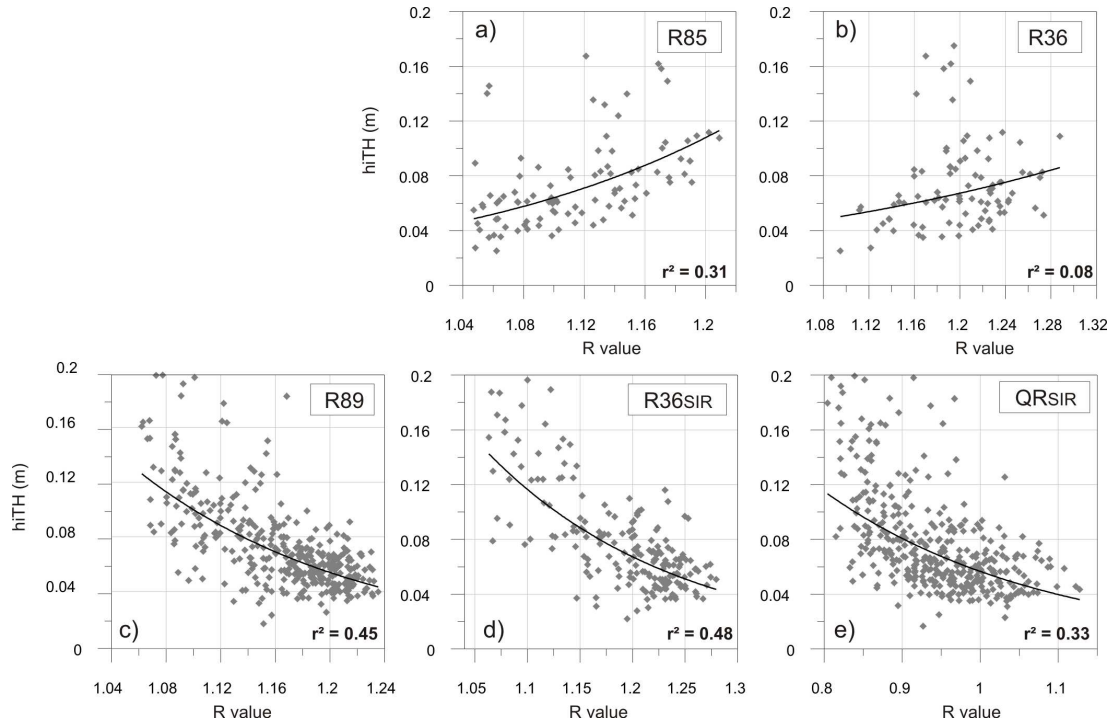 a) R85
0.2
0.16
0.12
0.08
0.04
0
hiTH (m)
r² = 0.31
1.04 1.08 1.12 1.16 1.2
R value
b) R36
0.2
0.16
0.12
0.08
0.04
0
r² = 0.08
1.08 1.12 1.16 1.2 1.24 1.28 1.32
R value
R89
0.2
0.16
0.12
0.08
0.04
0
hiTH (m)
c) r² = 0.45
1.04 1.08 1.12 1.16 1.2 1.24
R value
R36SIR
0.2
0.16
0.12
0.08
0.04
0
d) r² = 0.48
1.05 1.1 1.15 1.2 1.25 1.3
R value
QRSIR
0.2
0.16
0.12
0.08
0.04
0
e) r² = 0.33
0.8 0.9 1 1.1
R value